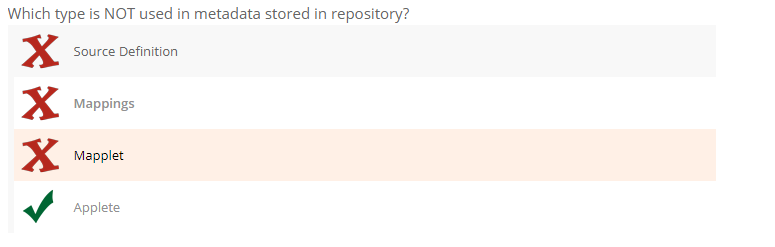 Which type is NOT used in metadata stored in repository?
Source Definition
Mappings
Mapplet
Applete